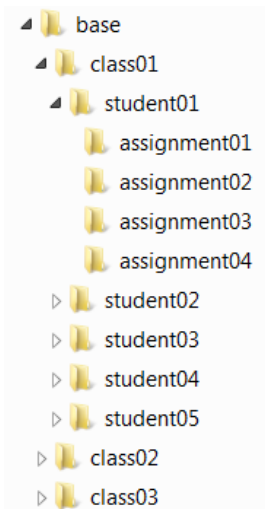 base
class01
student01
assignment01
assignment02
assignment03
assignment04
student02
student03
student04
student05
class02
class03